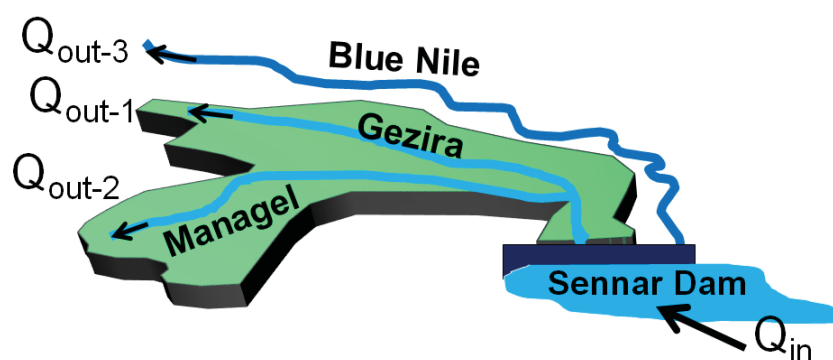 Qout-3
Blue Nile
Qout-1
Gezira
Qout-2
Managel
Sennar Dam
Qin